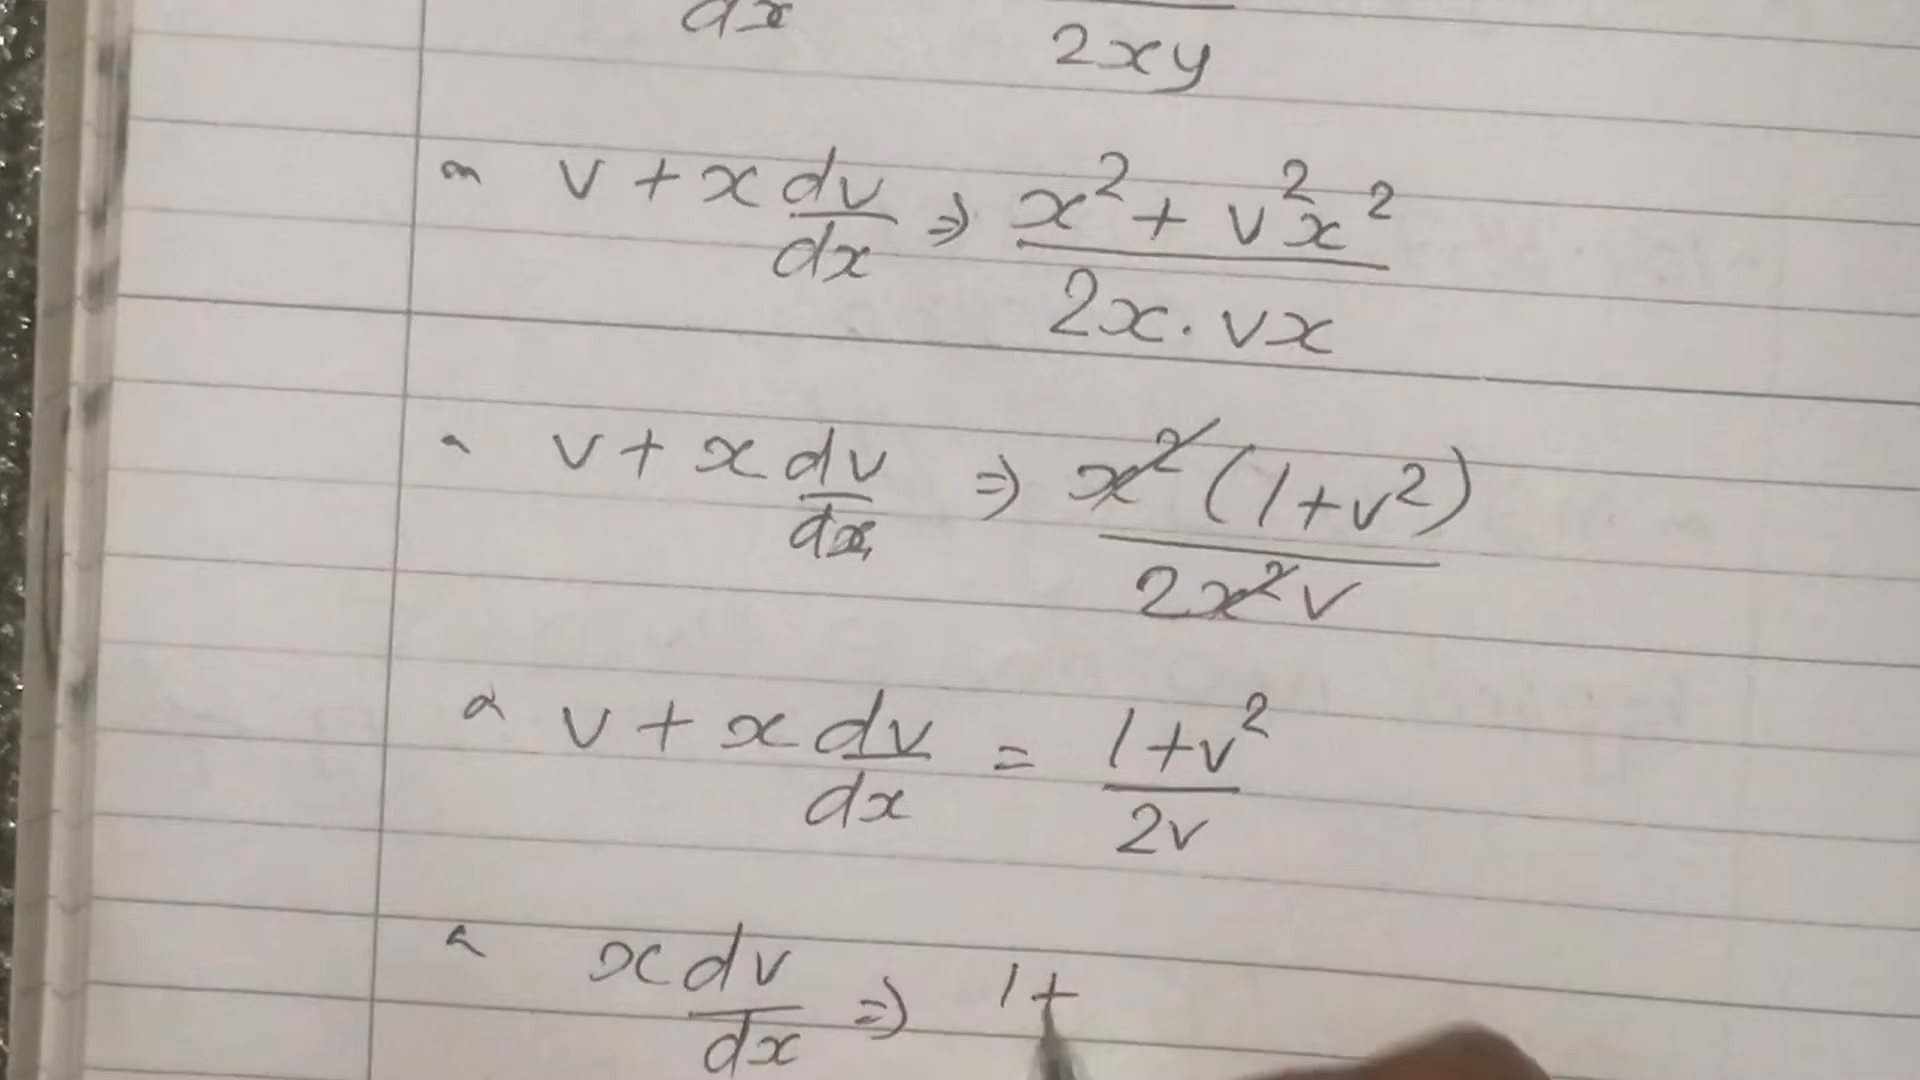 dx 2xy
v + x dv/dx ⇒ x² + v²x² / 2x · vx
v + x dv/dx ⇒ x² (1+v²) / 2x²v
v + x dv/dx = 1+v² / 2v
x dv/dx ⇒ 1+